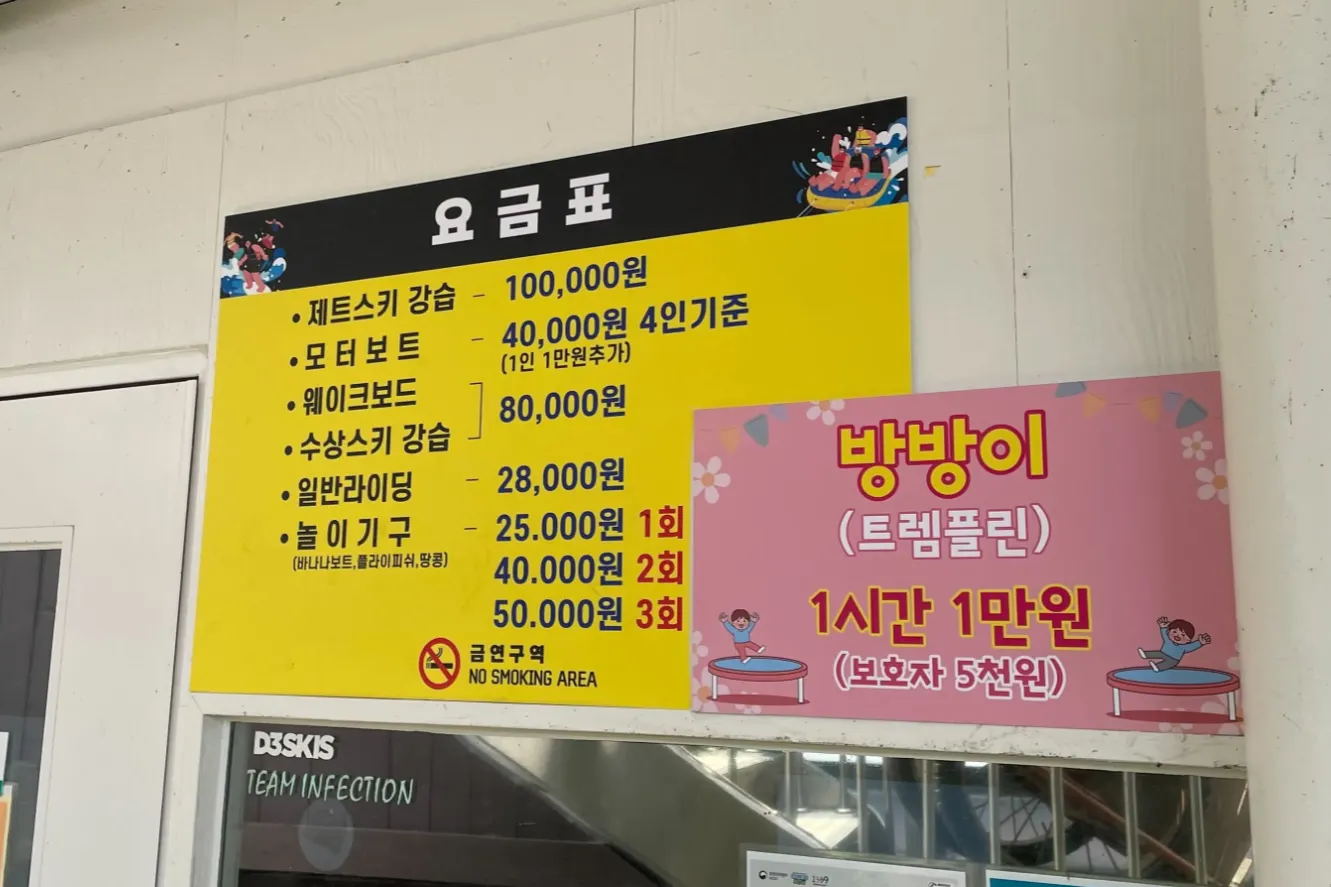 요금표
• 제트스키 강습 - 100,000원
• 모터보트 - 40,000원 4인기준
(1인 1만원추가)
• 웨이크보드
80,000원
• 수상스키 강습
• 일반라이딩 - 28,000원
• 놀이기구 - 25.000원 1회
(바나나보트,플라이피쉬,땅콩)
40.000원 2회
50.000원 3회
금연구역
NO SMOKING AREA
방방이
(트렘플린)
1시간 1만원
(보호자 5천원)
D3SKIS
TEAM INFECTION